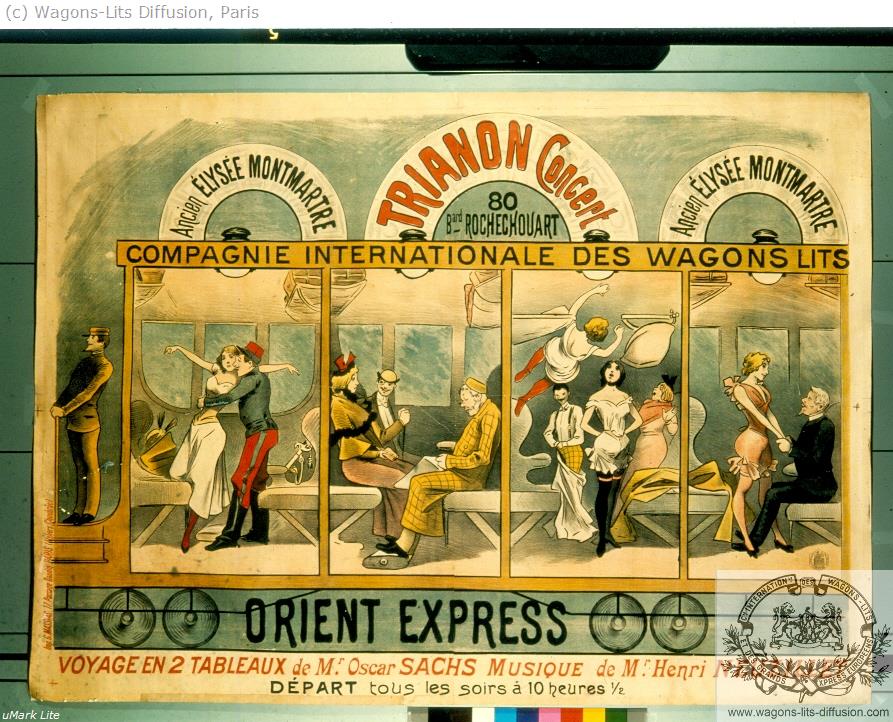 (c) Wagons-Lits Diffusion, Paris
Ancien ÉLYSÉE MONTMARTRE
TRIANON Concert
80
Bard ROCHECHOUART
Ancien ÉLYSÉE MONTMARTRE
COMPAGNIE INTERNATIONALE DES WAGONS LITS
ORIENT EXPRESS
VOYAGE EN 2 TABLEAUX de Mr Oscar SACHS MUSIQUE de Mr Henri
DÉPART tous les soirs à 10 heures 1/2
www.wagons-lits-diffusion.com
uMark Lite